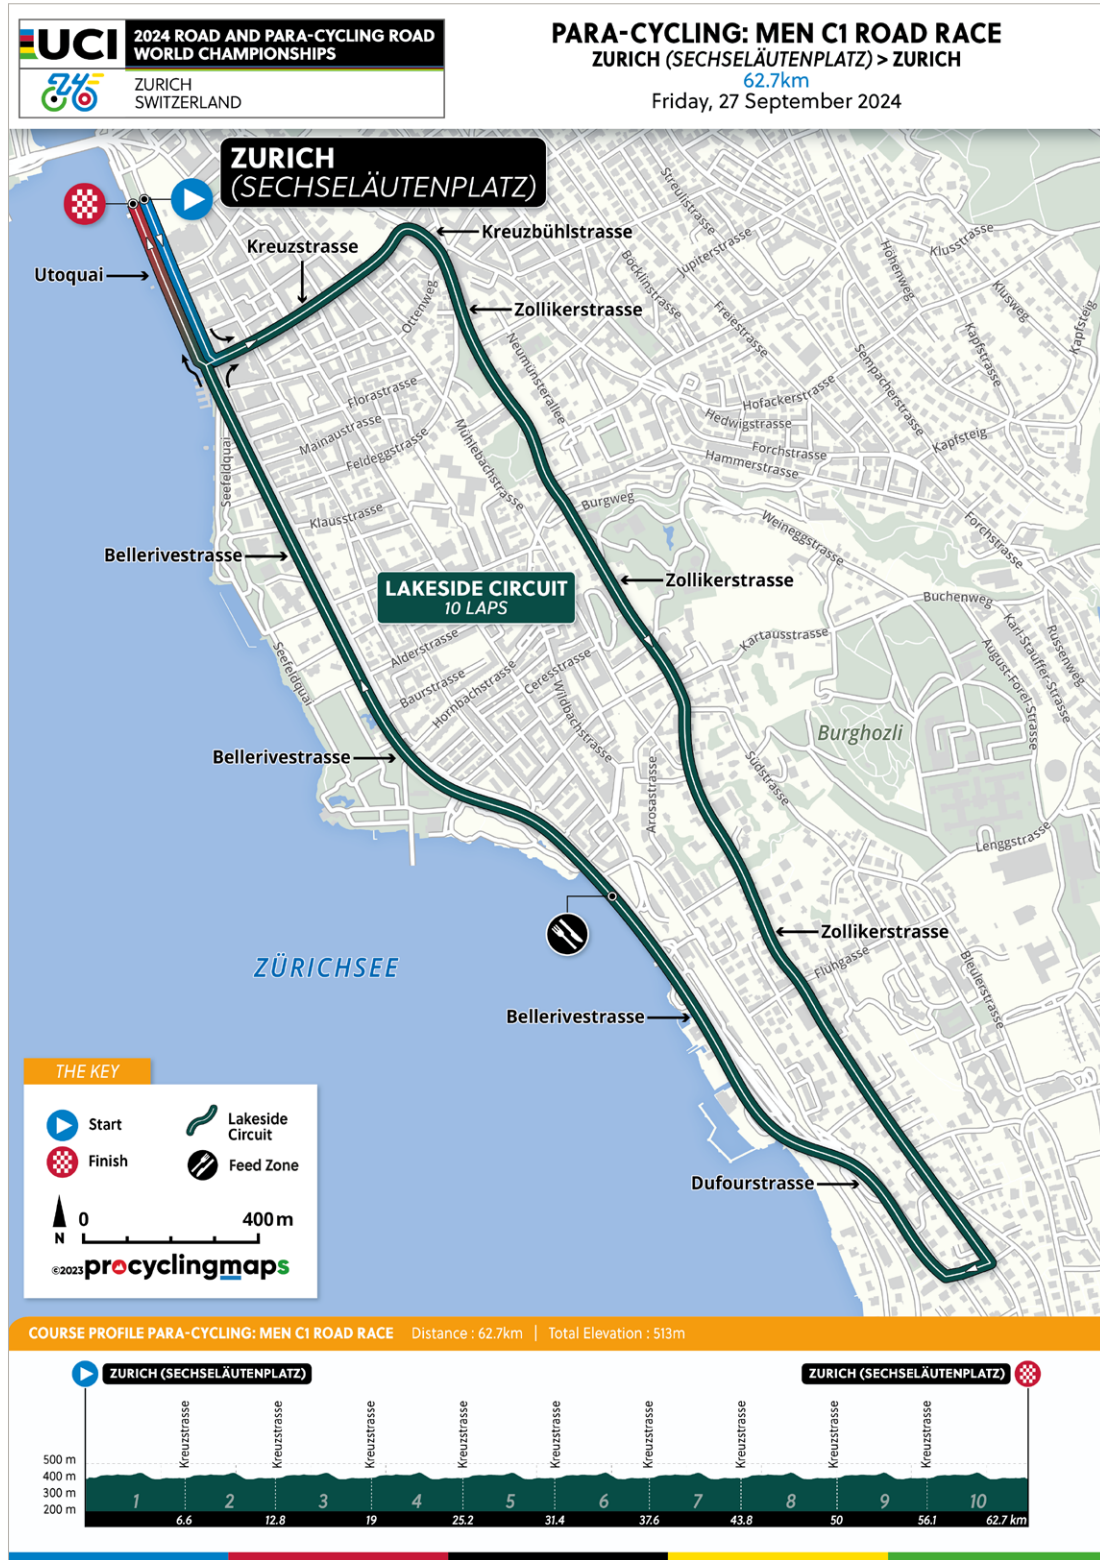 UCI
2024 ROAD AND PARA-CYCLING ROAD
WORLD CHAMPIONSHIPS
ZURICH
SWITZERLAND
PARA-CYCLING: MEN C1 ROAD RACE
ZURICH (SECHSELÄUTENPLATZ) > ZURICH
62.7km
Friday, 27 September 2024
ZURICH
(SECHSELÄUTENPLATZ)
Kreuzstrasse
Kreuzbühlstrasse
Utoquai
Zollikerstrasse
Streulistrasse
Jupiterstrasse
Böcklinstrasse
Freiestrasse
Höhenweg
Klusstrasse
Klusweg
Kapfsteig
Kapfstrasse
Sempacherstrasse
Ottenweg
Neumünsterallee
Florastrasse
Mainaustrasse
Feldeggstrasse
Mühlebachstrasse
Hofackerstrasse
Hedwigstrasse
Forchstrasse
Hammerstrasse
Kapfsteig
Seefeldquai
Klausstrasse
Burgweg
Weineggstrasse
Forchstrasse
Bellerivestrasse
LAKESIDE CIRCUIT
10 LAPS
Zollikerstrasse
Buchenweg
Karl-Stauffer-Strasse
Russenweg
August-Forel-Strasse
Kartausstrasse
Seefeldquai
Alderstrasse
Baurstrasse
Hornbachstrasse
Ceresstrasse
Wildbachstrasse
Burghozli
Südstrasse
Bellerivestrasse
Arosastrasse
Lenggstrasse
Zollikerstrasse
Fluhgasse
Bleulerstrasse
ZÜRICHSEE
Bellerivestrasse
Dufourstrasse
THE KEY
Start
Lakeside
Circuit
Finish
Feed Zone
N
0 400 m
©2023 procyclingmaps
COURSE PROFILE PARA-CYCLING: MEN C1 ROAD RACE Distance : 62.7km | Total Elevation : 513m
ZURICH (SECHSELÄUTENPLATZ) ZURICH (SECHSELÄUTENPLATZ)
Kreuzstrasse Kreuzstrasse Kreuzstrasse Kreuzstrasse Kreuzstrasse Kreuzstrasse Kreuzstrasse Kreuzstrasse Kreuzstrasse
500 m
400 m
300 m
200 m
1 2 3 4 5 6 7 8 9 10
6.6 12.8 19 25.2 31.4 37.6 43.8 50 56.1 62.7 km